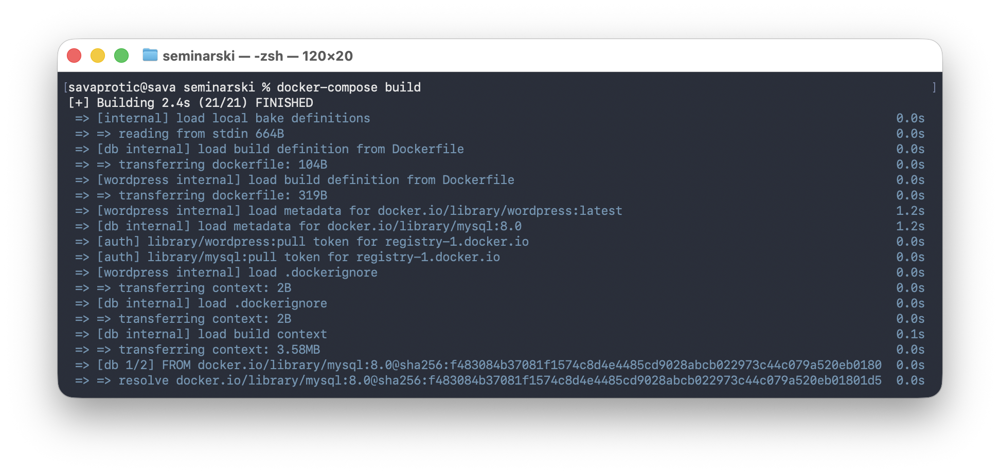 seminarski — -zsh — 120×20
[savaprotic@sava seminarski % docker-compose build ]
[+] Building 2.4s (21/21) FINISHED
=> [internal] load local bake definitions 0.0s
=> => reading from stdin 664B 0.0s
=> [db internal] load build definition from Dockerfile 0.0s
=> => transferring dockerfile: 104B 0.0s
=> [wordpress internal] load build definition from Dockerfile 0.0s
=> => transferring dockerfile: 319B 0.0s
=> [wordpress internal] load metadata for docker.io/library/wordpress:latest 1.2s
=> [db internal] load metadata for docker.io/library/mysql:8.0 1.2s
=> [auth] library/wordpress:pull token for registry-1.docker.io 0.0s
=> [auth] library/mysql:pull token for registry-1.docker.io 0.0s
=> [wordpress internal] load .dockerignore 0.0s
=> => transferring context: 2B 0.0s
=> [db internal] load .dockerignore 0.0s
=> => transferring context: 2B 0.0s
=> [db internal] load build context 0.1s
=> => transferring context: 3.58MB 0.0s
=> [db 1/2] FROM docker.io/library/mysql:8.0@sha256:f483084b37081f1574c8d4e4485cd9028abcb022973c44c079a520eb0180 0.0s
=> => resolve docker.io/library/mysql:8.0@sha256:f483084b37081f1574c8d4e4485cd9028abcb022973c44c079a520eb01801d5 0.0s